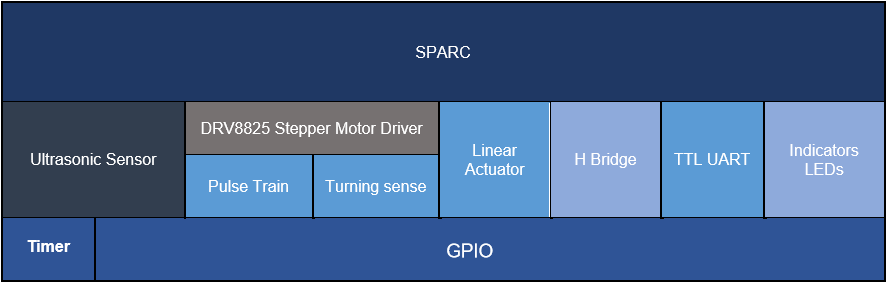 SPARC
Ultrasonic Sensor
DRV8825 Stepper Motor Driver
Pulse Train
Turning sense
Linear
Actuator
H Bridge
TTL UART
Indicators
LEDs
Timer
GPIO